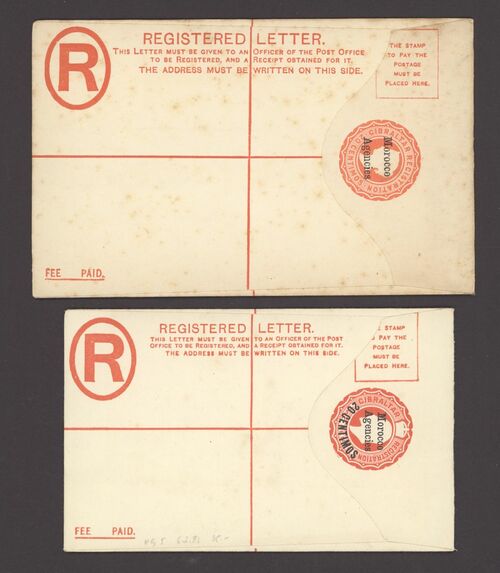 R
REGISTERED LETTER.
THIS LETTER MUST BE GIVEN TO AN OFFICER OF THE POST OFFICE
TO BE REGISTERED, AND A RECEIPT OBTAINED FOR IT.
THE ADDRESS MUST BE WRITTEN ON THIS SIDE.
THE STAMP
TO PAY THE
POSTAGE
MUST BE
PLACED HERE.
GIBRALTAR REGISTRATION
20 CENTIMOS
Morocco
Agencies
FEE PAID.
R
REGISTERED LETTER.
THIS LETTER MUST BE GIVEN TO AN OFFICER OF THE POST
OFFICE TO BE REGISTERED, AND A RECEIPT OBTAINED FOR IT.
THE ADDRESS MUST BE WRITTEN ON THIS SIDE.
E STAMP
O PAY THE
POSTAGE
MUST BE
PLACED HERE.
GIBRALTAR
REGISTRATION
20 CENTIMOS
Morocco
Agencies
FEE PAID.